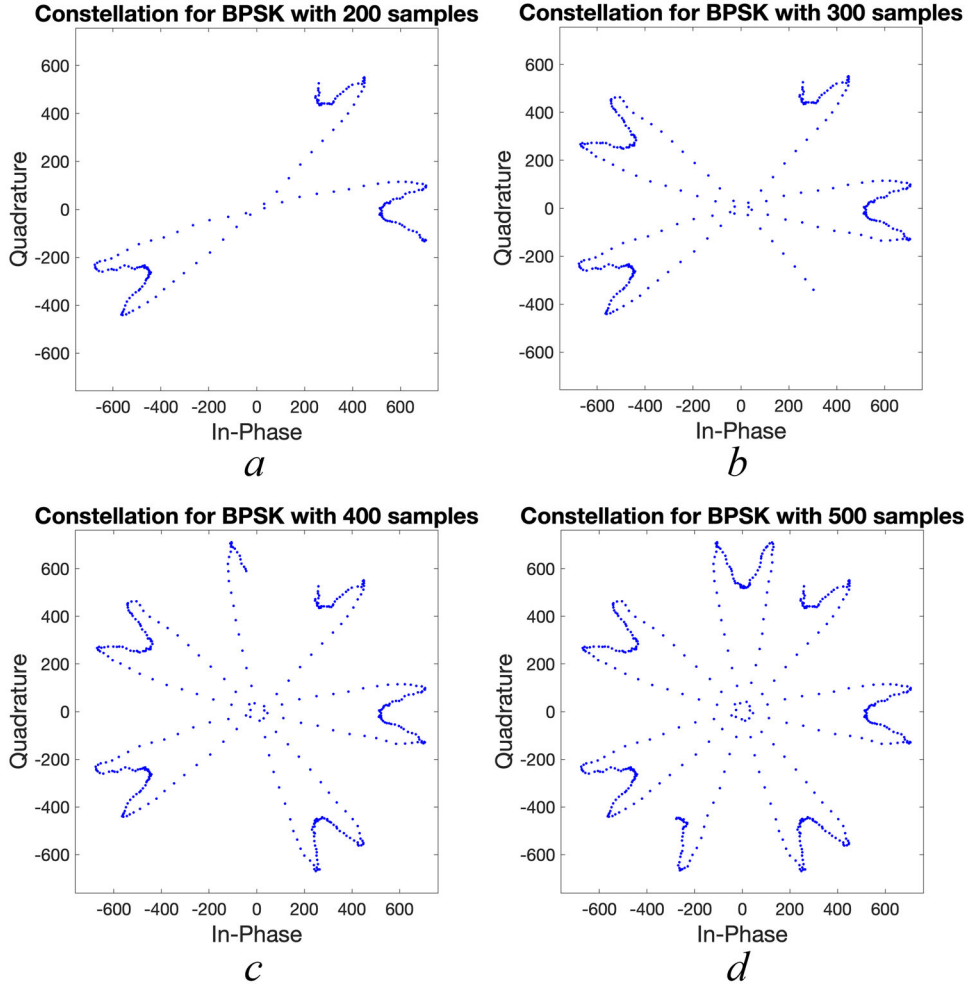 Constellation for BPSK with 200 samples
600
400
200
0
-200
-400
-600
Quadrature
-600 -400 -200 0 200 400 600
In-Phase
a
Constellation for BPSK with 300 samples
600
400
200
0
-200
-400
-600
Quadrature
-600 -400 -200 0 200 400 600
In-Phase
b
Constellation for BPSK with 400 samples
600
400
200
0
-200
-400
-600
Quadrature
-600 -400 -200 0 200 400 600
In-Phase
c
Constellation for BPSK with 500 samples
600
400
200
0
-200
-400
-600
Quadrature
-600 -400 -200 0 200 400 600
In-Phase
d